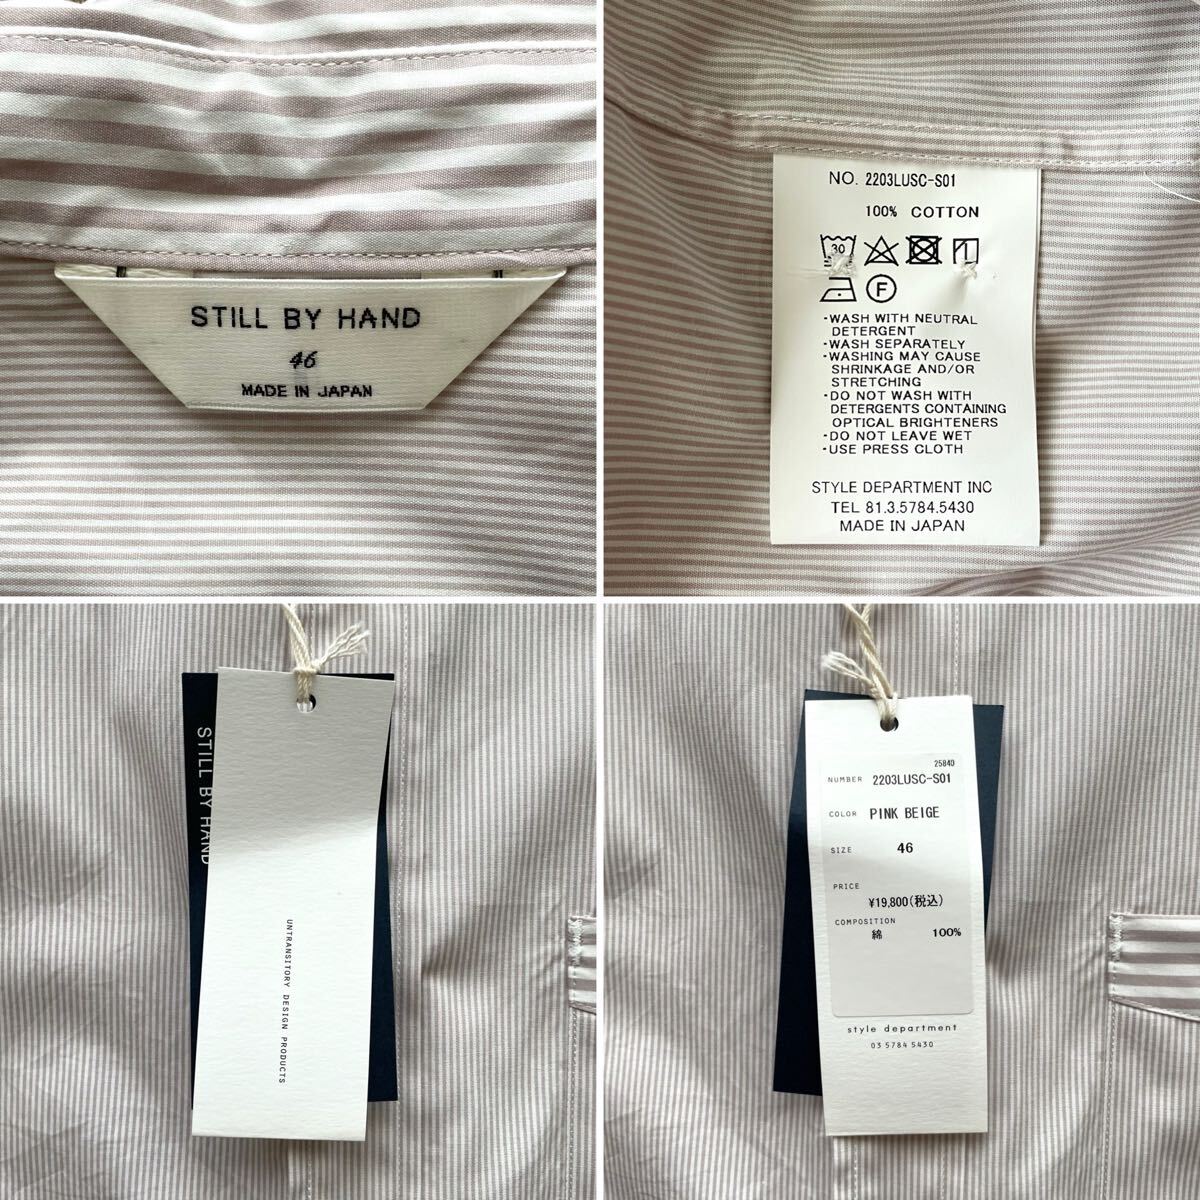 STILL BY HAND
46
MADE IN JAPAN
NO. 2203LUSC-S01
100% COTTON
30
F
·WASH WITH NEUTRAL
DETERGENT
·WASH SEPARATELY
·WASHING MAY CAUSE
SHRINKAGE AND/OR
STRETCHING
·DO NOT WASH WITH
DETERGENTS CONTAINING
OPTICAL BRIGHTENERS
·DO NOT LEAVE WET
·USE PRESS CLOTH
STYLE DEPARTMENT INC
TEL 81.3.5784.5430
MADE IN JAPAN
STILL BY HAND
UNTRANSITORY DESIGN PRODUCTS
25840
NUMBER 2203LUSC-S01
COLOR PINK BEIGE
SIZE 46
PRICE
¥19,800(税込)
COMPOSITION
綿 100%
style department
03 5784 5430